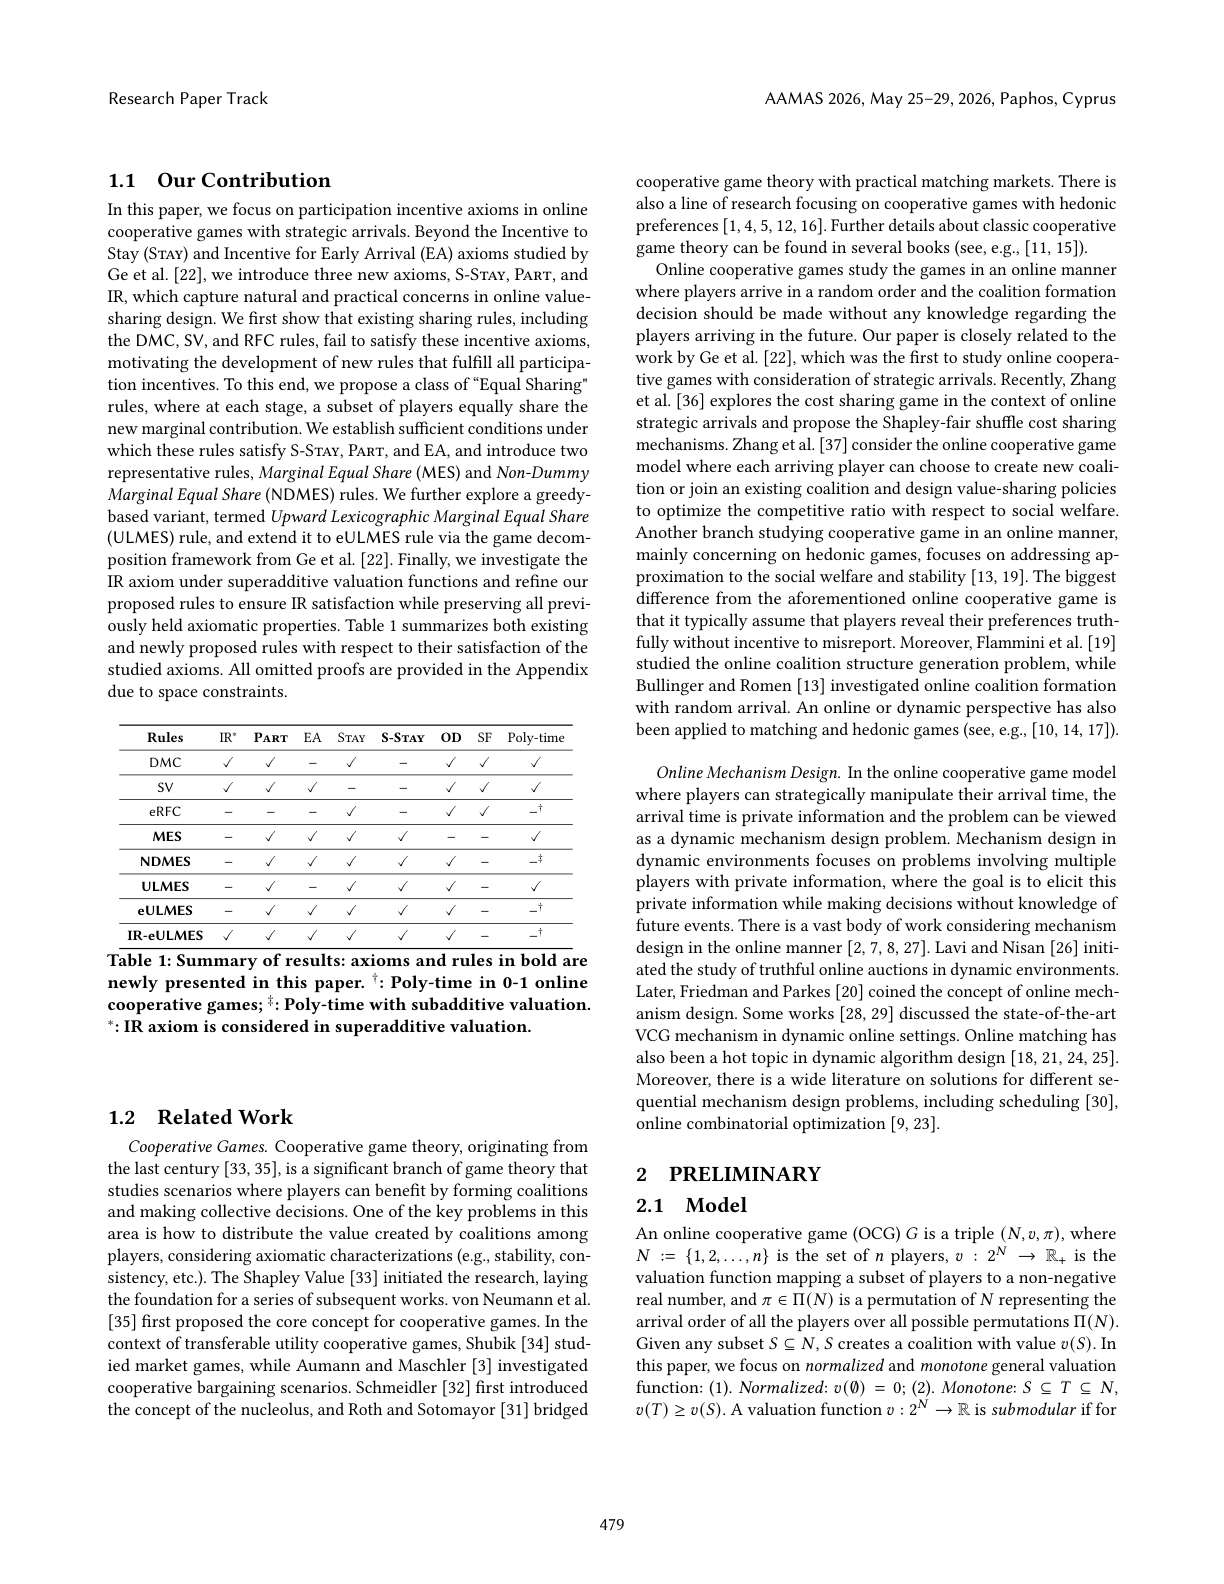 Research Paper Track
AAMAS 2026, May 25–29, 2026, Paphos, Cyprus
1.1 Our Contribution
In this paper, we focus on participation incentive axioms in online
cooperative games with strategic arrivals. Beyond the Incentive to
Stay (Stay) and Incentive for Early Arrival (EA) axioms studied by
Ge et al. [22], we introduce three new axioms, S-Stay, Part, and
IR, which capture natural and practical concerns in online value-
sharing design. We first show that existing sharing rules, including
the DMC, SV, and RFC rules, fail to satisfy these incentive axioms,
motivating the development of new rules that fulfill all participa-
tion incentives. To this end, we propose a class of “Equal Sharing"
rules, where at each stage, a subset of players equally share the
new marginal contribution. We establish sufficient conditions under
which these rules satisfy S-Stay, Part, and EA, and introduce two
representative rules, Marginal Equal Share (MES) and Non-Dummy
Marginal Equal Share (NDMES) rules. We further explore a greedy-
based variant, termed Upward Lexicographic Marginal Equal Share
(ULMES) rule, and extend it to eULMES rule via the game decom-
position framework from Ge et al. [22]. Finally, we investigate the
IR axiom under superadditive valuation functions and refine our
proposed rules to ensure IR satisfaction while preserving all previ-
ously held axiomatic properties. Table 1 summarizes both existing
and newly proposed rules with respect to their satisfaction of the
studied axioms. All omitted proofs are provided in the Appendix
due to space constraints.
Rules IR* Part EA Stay S-Stay OD SF Poly-time
DMC ✓ ✓ – ✓ – ✓ ✓ ✓
SV ✓ ✓ ✓ – – ✓ ✓ ✓
eRFC – – – ✓ – ✓ ✓ –†
MES – ✓ ✓ ✓ ✓ – – ✓
NDMES – ✓ ✓ ✓ ✓ ✓ – –‡
ULMES – ✓ – ✓ ✓ ✓ – ✓
eULMES – ✓ ✓ ✓ ✓ ✓ – –†
IR-eULMES ✓ ✓ ✓ ✓ ✓ ✓ – –†
Table 1: Summary of results: axioms and rules in bold are
newly presented in this paper. †: Poly-time in 0-1 online
cooperative games; ‡: Poly-time with subadditive valuation.
*: IR axiom is considered in superadditive valuation.
1.2 Related Work
Cooperative Games. Cooperative game theory, originating from
the last century [33, 35], is a significant branch of game theory that
studies scenarios where players can benefit by forming coalitions
and making collective decisions. One of the key problems in this
area is how to distribute the value created by coalitions among
players, considering axiomatic characterizations (e.g., stability, con-
sistency, etc.). The Shapley Value [33] initiated the research, laying
the foundation for a series of subsequent works. von Neumann et al.
[35] first proposed the core concept for cooperative games. In the
context of transferable utility cooperative games, Shubik [34] stud-
ied market games, while Aumann and Maschler [3] investigated
cooperative bargaining scenarios. Schmeidler [32] first introduced
the concept of the nucleolus, and Roth and Sotomayor [31] bridged
cooperative game theory with practical matching markets. There is
also a line of research focusing on cooperative games with hedonic
preferences [1, 4, 5, 12, 16]. Further details about classic cooperative
game theory can be found in several books (see, e.g., [11, 15]).
Online cooperative games study the games in an online manner
where players arrive in a random order and the coalition formation
decision should be made without any knowledge regarding the
players arriving in the future. Our paper is closely related to the
work by Ge et al. [22], which was the first to study online coopera-
tive games with consideration of strategic arrivals. Recently, Zhang
et al. [36] explores the cost sharing game in the context of online
strategic arrivals and propose the Shapley-fair shuffle cost sharing
mechanisms. Zhang et al. [37] consider the online cooperative game
model where each arriving player can choose to create new coali-
tion or join an existing coalition and design value-sharing policies
to optimize the competitive ratio with respect to social welfare.
Another branch studying cooperative game in an online manner,
mainly concerning on hedonic games, focuses on addressing ap-
proximation to the social welfare and stability [13, 19]. The biggest
difference from the aforementioned online cooperative game is
that it typically assume that players reveal their preferences truth-
fully without incentive to misreport. Moreover, Flammini et al. [19]
studied the online coalition structure generation problem, while
Bullinger and Romen [13] investigated online coalition formation
with random arrival. An online or dynamic perspective has also
been applied to matching and hedonic games (see, e.g., [10, 14, 17]).
Online Mechanism Design. In the online cooperative game model
where players can strategically manipulate their arrival time, the
arrival time is private information and the problem can be viewed
as a dynamic mechanism design problem. Mechanism design in
dynamic environments focuses on problems involving multiple
players with private information, where the goal is to elicit this
private information while making decisions without knowledge of
future events. There is a vast body of work considering mechanism
design in the online manner [2, 7, 8, 27]. Lavi and Nisan [26] initi-
ated the study of truthful online auctions in dynamic environments.
Later, Friedman and Parkes [20] coined the concept of online mech-
anism design. Some works [28, 29] discussed the state-of-the-art
VCG mechanism in dynamic online settings. Online matching has
also been a hot topic in dynamic algorithm design [18, 21, 24, 25].
Moreover, there is a wide literature on solutions for different se-
quential mechanism design problems, including scheduling [30],
online combinatorial optimization [9, 23].
2 PRELIMINARY
2.1 Model
An online cooperative game (OCG) G is a triple (N, v, π), where
N := {1, 2, . . . , n} is the set of n players, v : 2^N → ℝ₊ is the
valuation function mapping a subset of players to a non-negative
real number, and π ∈ Π(N) is a permutation of N representing the
arrival order of all the players over all possible permutations Π(N).
Given any subset S ⊆ N, S creates a coalition with value v(S). In
this paper, we focus on normalized and monotone general valuation
function: (1). Normalized: v(∅) = 0; (2). Monotone: S ⊆ T ⊆ N,
v(T) ≥ v(S). A valuation function v : 2^N → ℝ is submodular if for
479